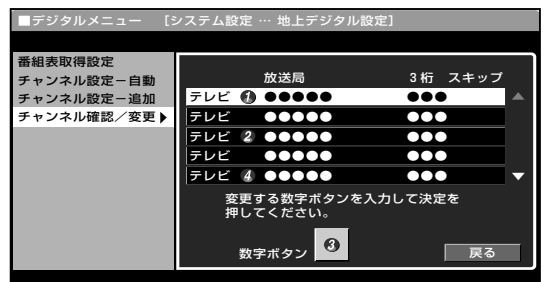 ■デジタルメニュー [システム設定 … 地上デジタル設定]
番組表取得設定
チャンネル設定－自動
チャンネル設定－追加
チャンネル確認／変更▶
放送局 3桁 スキップ
テレビ ❶ ●●●●● ●●● ▲
テレビ ●●●●● ●●●
テレビ ❷ ●●●●● ●●●
テレビ ●●●●● ●●●
テレビ ❹ ●●●●● ●●● ▼
変更する数字ボタンを入力して決定を
押してください。
数字ボタン ❸
戻る